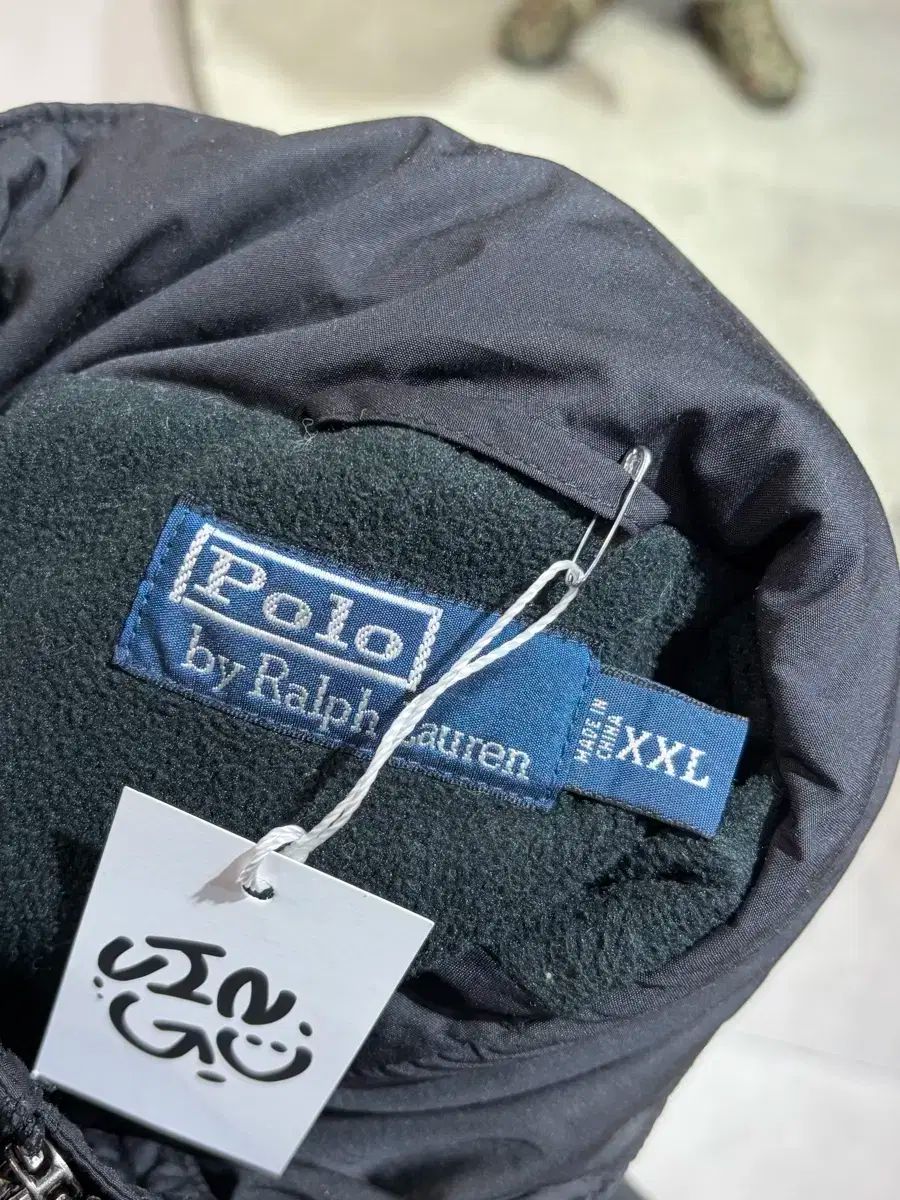 Polo
by Ralph Lauren
MADE IN
CHINA
XXL